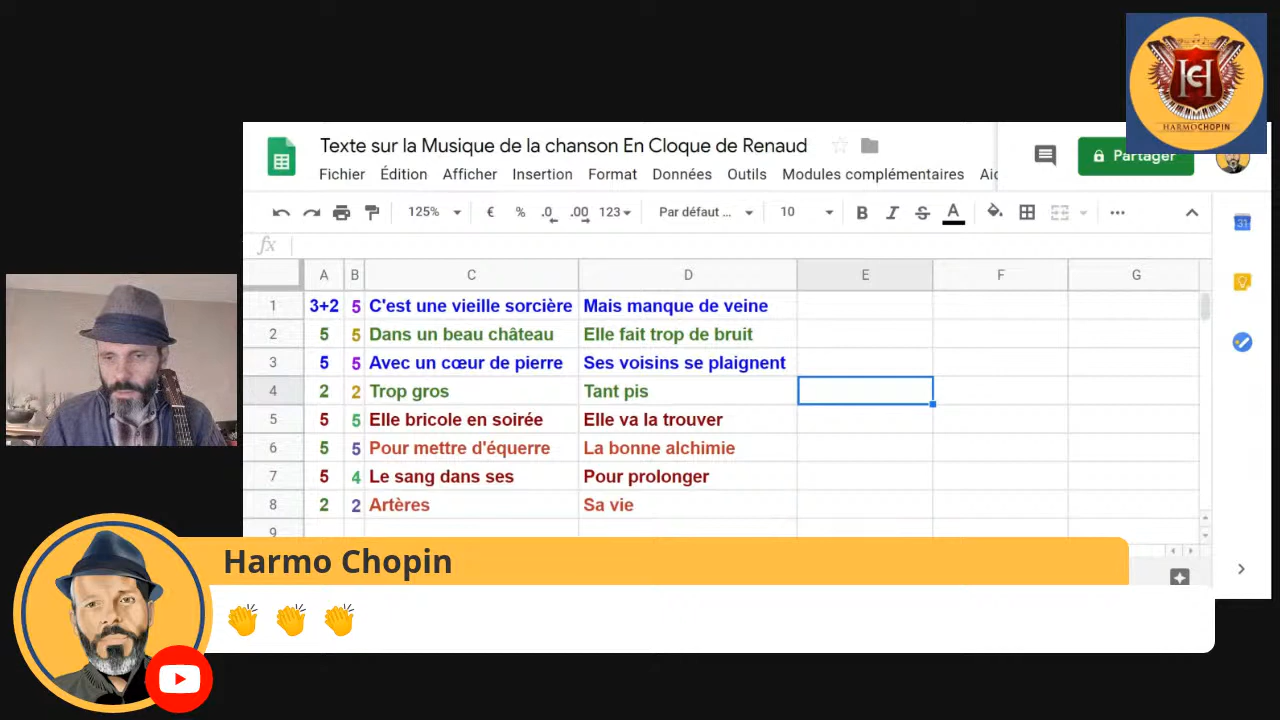 HC
HARMOCHOPIN
Texte sur la Musique de la chanson En Cloque de Renaud
Partager
Fichier Édition Afficher Insertion Format Données Outils Modules complémentaires Aic
125% € % .0 .00 123 Par défaut ... 10 B I S A ...
fx
31
A B C D E F G
1 3+2 5 C'est une vieille sorcière Mais manque de veine
2 5 5 Dans un beau château Elle fait trop de bruit
3 5 5 Avec un cœur de pierre Ses voisins se plaignent
4 2 2 Trop gros Tant pis
5 5 5 Elle bricole en soirée Elle va la trouver
6 5 5 Pour mettre d'équerre La bonne alchimie
7 5 4 Le sang dans ses Pour prolonger
8 2 2 Artères Sa vie
9
Harmo Chopin
👏 👏 👏